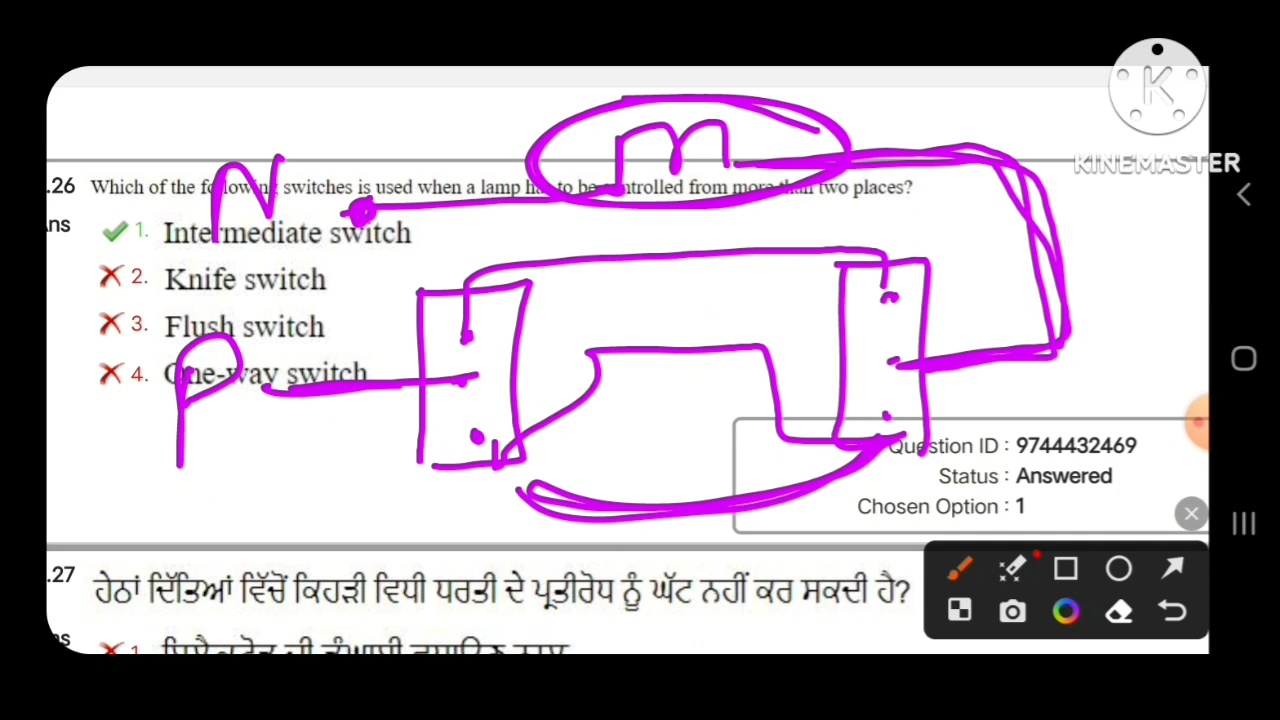 KINEMASTER
.26 Which of the following switches is used when a lamp has to be controlled from more than two places?
N
m
Ans
1. Intermediate switch
2. Knife switch
3. Flush switch
4. One-way switch
P
Question ID : 9744432469
Status : Answered
Chosen Option : 1
.27 ਹੇਠਾਂ ਦਿੱਤਿਆਂ ਵਿੱਚੋਂ ਕਿਹੜੀ ਵਿਧੀ ਧਰਤੀ ਦੇ ਪ੍ਰਤੀਰੋਧ ਨੂੰ ਘੱਟ ਨਹੀਂ ਕਰ ਸਕਦੀ ਹੈ?
1.